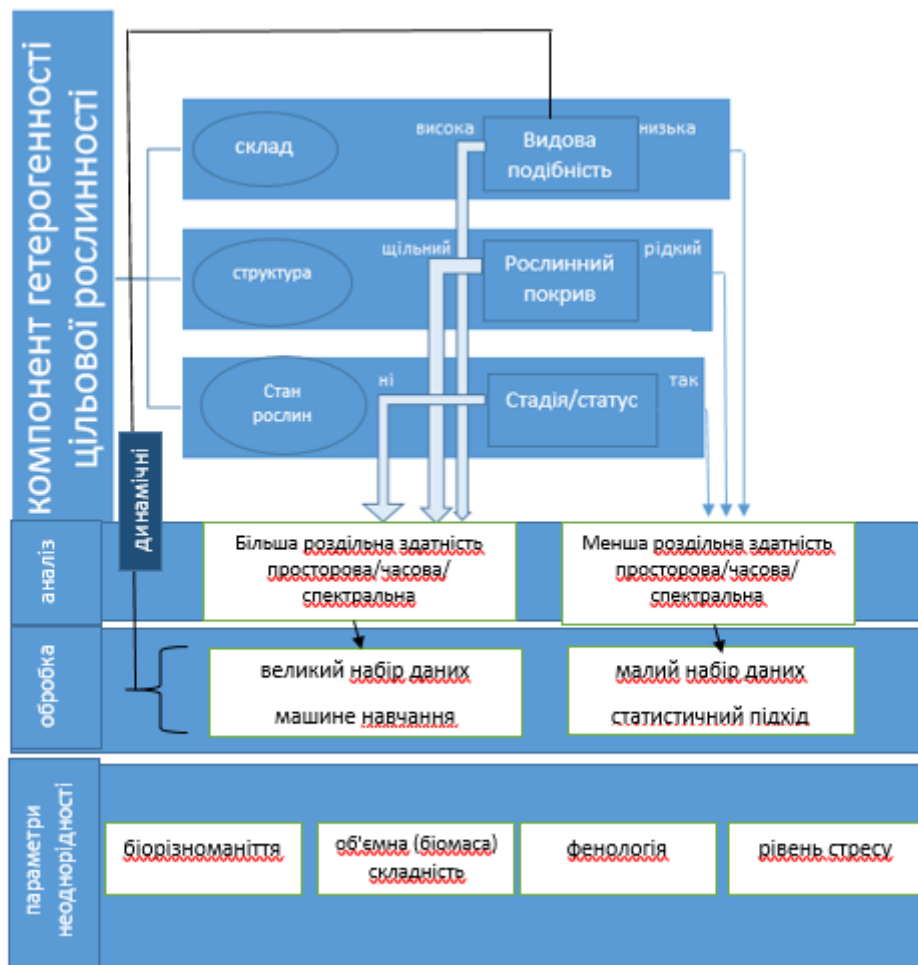 компонент гетерогенності
цільової рослинності
склад
висока
Видова
подібність
низька
структура
щільний
Рослинний
покрив
рідкий
Стан
рослин
ні
Стадія/статус
так
динамічні
аналіз
Більша роздільна здатність
просторова/часова/
спектральна
Менша роздільна здатність
просторова/часова/
спектральна
обробка
великий набір даних
машине навчання
малий набір даних
статистичний підхід
параметри
неоднорідності
біорізноманіття
об'ємна (біомаса)
складність
фенологія
рівень стресу